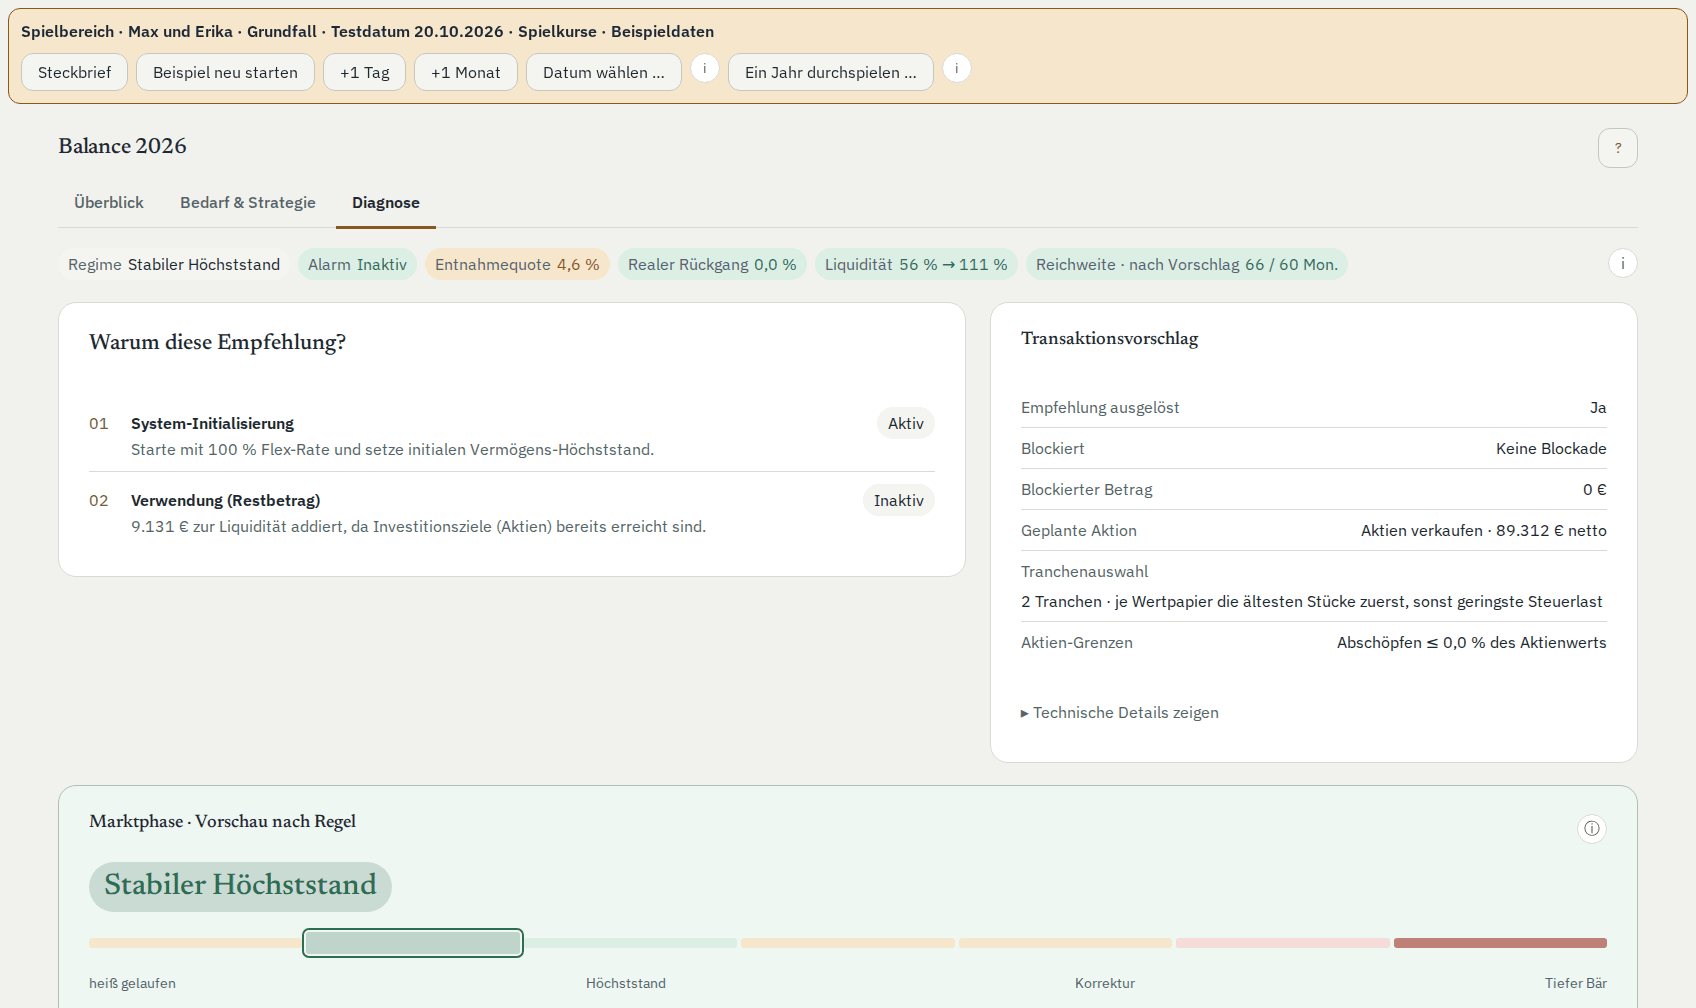 Spielbereich · Max und Erika · Grundfall · Testdatum 20.10.2026 · Spielkurse · Beispieldaten
Steckbrief
Beispiel neu starten
+1 Tag
+1 Monat
Datum wählen ...
i
Ein Jahr durchspielen ...
i
Balance 2026
?
Überblick
Bedarf & Strategie
Diagnose
Regime Stabiler Höchststand
Alarm Inaktiv
Entnahmequote 4,6 %
Realer Rückgang 0,0 %
Liquidität 56 % → 111 %
Reichweite · nach Vorschlag 66 / 60 Mon.
i
Warum diese Empfehlung?
01 System-Initialisierung Aktiv
Starte mit 100 % Flex-Rate und setze initialen Vermögens-Höchststand.
02 Verwendung (Restbetrag) Inaktiv
9.131 € zur Liquidität addiert, da Investitionsziele (Aktien) bereits erreicht sind.
Transaktionsvorschlag
Empfehlung ausgelöst Ja
Blockiert Keine Blockade
Blockierter Betrag 0 €
Geplante Aktion Aktien verkaufen · 89.312 € netto
Tranchenauswahl
2 Tranchen · je Wertpapier die ältesten Stücke zuerst, sonst geringste Steuerlast
Aktien-Grenzen Abschöpfen ≤ 0,0 % des Aktienwerts
▸ Technische Details zeigen
Marktphase · Vorschau nach Regel
ⓘ
Stabiler Höchststand
heiß gelaufen Höchststand Korrektur Tiefer Bär